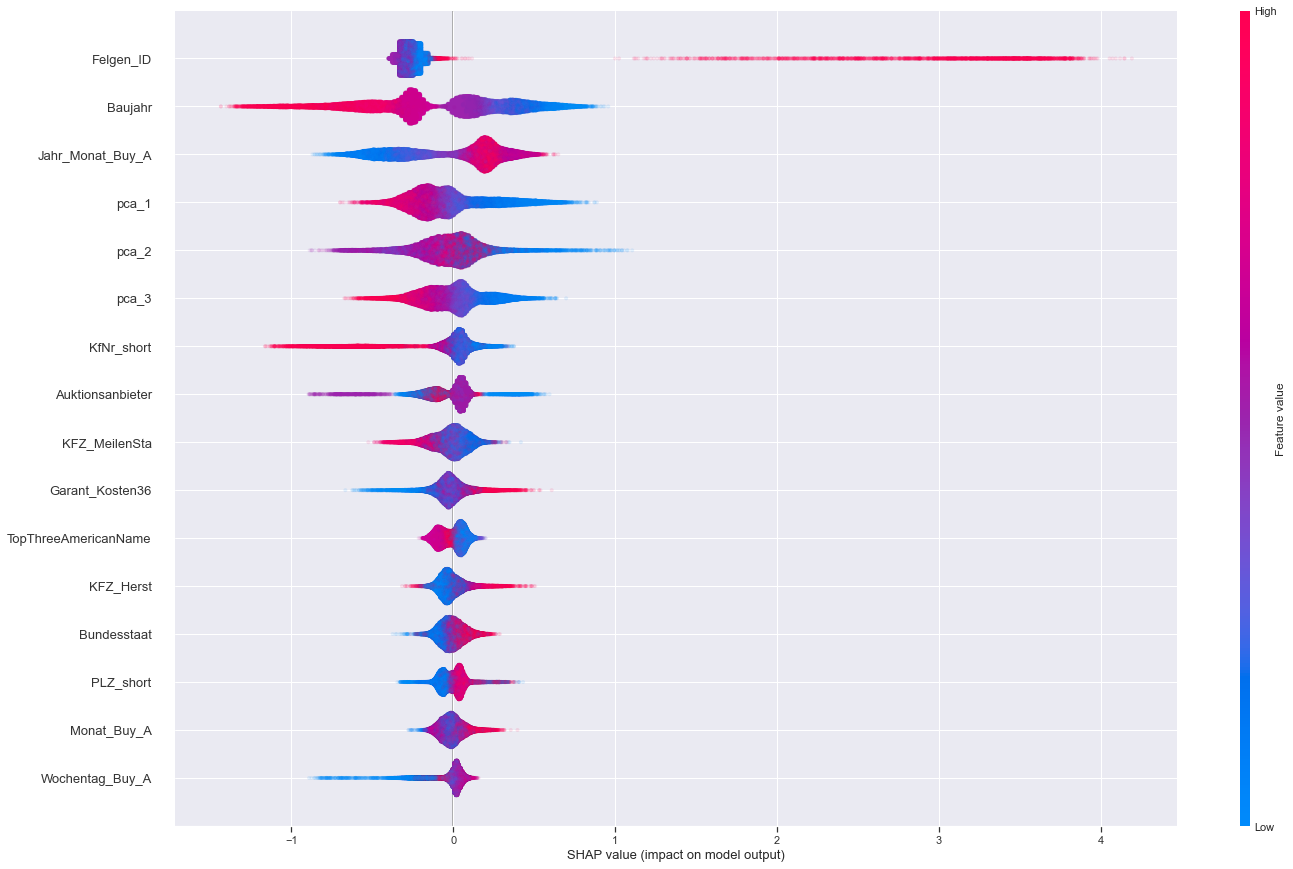 High
Felgen_ID
Baujahr
Jahr_Monat_Buy_A
pca_1
pca_2
pca_3
KfNr_short
Auktionsanbieter
KFZ_MeilenSta
Garant_Kosten36
TopThreeAmericanName
KFZ_Herst
Bundesstaat
PLZ_short
Monat_Buy_A
Wochentag_Buy_A
Feature value
Low
−1 0 1 2 3 4
SHAP value (impact on model output)